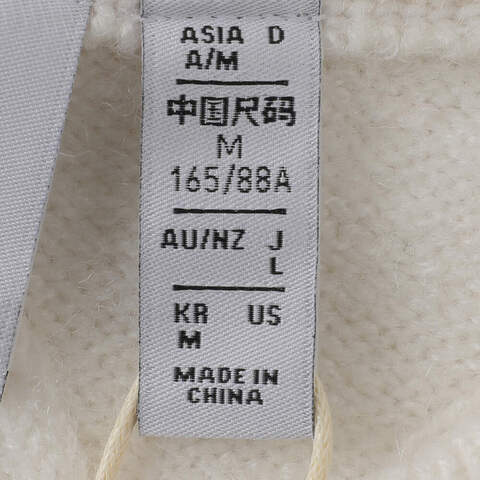 ASIA D
A/M
中国尺码
M
165/88A
AU/NZ J
L
KR US
M
MADE IN
CHINA